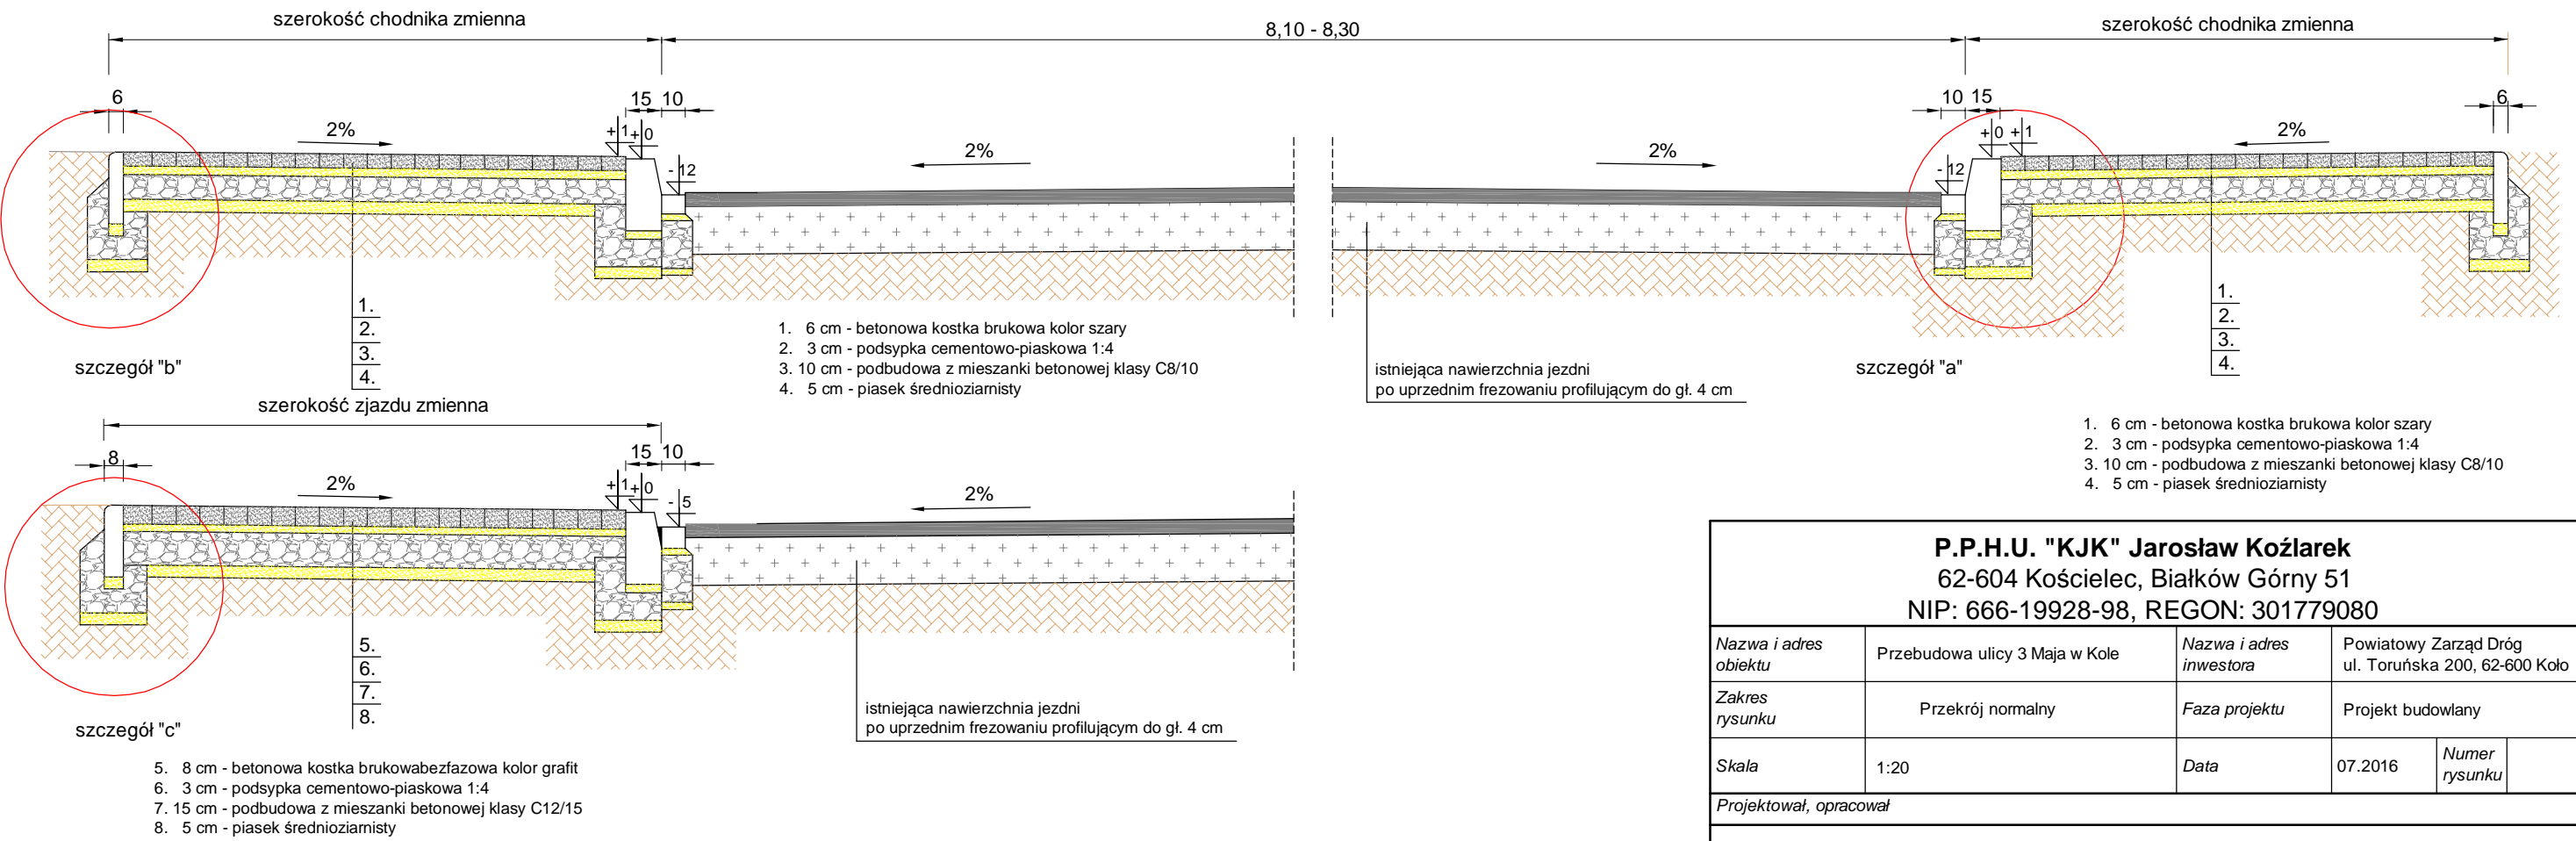 szerokość chodnika zmienna
8,10 - 8,30
szerokość chodnika zmienna
6
15 10
10 15
6
2%
+1 +0
- 12
2%
2%
- 12
+0 +1
2%
1.
2.
3.
4.
szczegół "b"
1. 6 cm - betonowa kostka brukowa kolor szary
2. 3 cm - podsypka cementowo-piaskowa 1:4
3. 10 cm - podbudowa z mieszanki betonowej klasy C8/10
4. 5 cm - piasek średnioziarnisty
istniejąca nawierzchnia jezdni
po uprzednim frezowaniu profilującym do gł. 4 cm
szczegół "a"
1.
2.
3.
4.
1. 6 cm - betonowa kostka brukowa kolor szary
2. 3 cm - podsypka cementowo-piaskowa 1:4
3. 10 cm - podbudowa z mieszanki betonowej klasy C8/10
4. 5 cm - piasek średnioziarnisty
szerokość zjazdu zmienna
8
15 10
2%
+1 +0
- 5
2%
5.
6.
7.
8.
szczegół "c"
istniejąca nawierzchnia jezdni
po uprzednim frezowaniu profilującym do gł. 4 cm
5. 8 cm - betonowa kostka brukowabezfazowa kolor grafit
6. 3 cm - podsypka cementowo-piaskowa 1:4
7. 15 cm - podbudowa z mieszanki betonowej klasy C12/15
8. 5 cm - piasek średnioziarnisty
P.P.H.U. "KJK" Jarosław Koźlarek
62-604 Kościelec, Białków Górny 51
NIP: 666-19928-98, REGON: 301779080
Nazwa i adres
obiektu
Przebudowa ulicy 3 Maja w Kole
Nazwa i adres
inwestora
Powiatowy Zarząd Dróg
ul. Toruńska 200, 62-600 Koło
Zakres
rysunku
Przekrój normalny
Faza projektu
Projekt budowlany
Skala
1:20
Data
07.2016
Numer
rysunku
Projektował, opracował